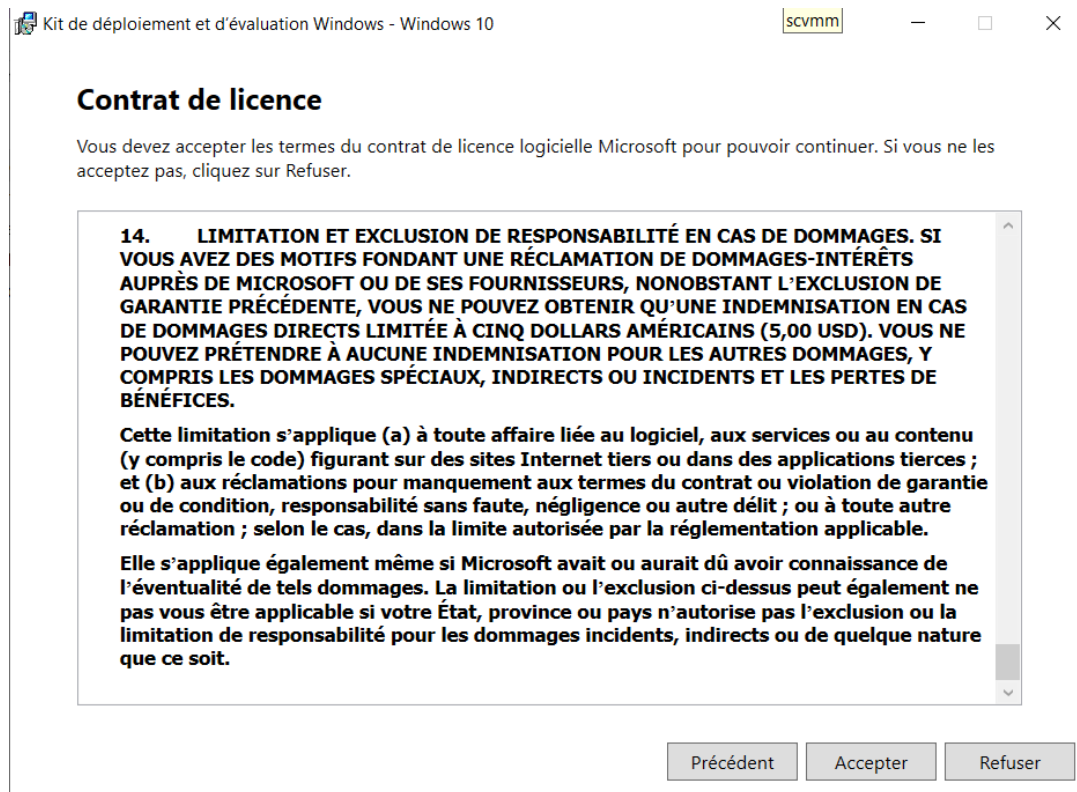 Kit de déploiement et d'évaluation Windows - Windows 10
scvmm
Contrat de licence
Vous devez accepter les termes du contrat de licence logicielle Microsoft pour pouvoir continuer. Si vous ne les
acceptez pas, cliquez sur Refuser.
14. LIMITATION ET EXCLUSION DE RESPONSABILITÉ EN CAS DE DOMMAGES. SI
VOUS AVEZ DES MOTIFS FONDANT UNE RÉCLAMATION DE DOMMAGES-INTÉRÊTS
AUPRÈS DE MICROSOFT OU DE SES FOURNISSEURS, NONOBSTANT L’EXCLUSION DE
GARANTIE PRÉCÉDENTE, VOUS NE POUVEZ OBTENIR QU’UNE INDEMNISATION EN CAS
DE DOMMAGES DIRECTS LIMITÉE À CINQ DOLLARS AMÉRICAINS (5,00 USD). VOUS NE
POUVEZ PRÉTENDRE À AUCUNE INDEMNISATION POUR LES AUTRES DOMMAGES, Y
COMPRIS LES DOMMAGES SPÉCIAUX, INDIRECTS OU INCIDENTS ET LES PERTES DE
BÉNÉFICES.
Cette limitation s’applique (a) à toute affaire liée au logiciel, aux services ou au contenu
(y compris le code) figurant sur des sites Internet tiers ou dans des applications tierces ;
et (b) aux réclamations pour manquement aux termes du contrat ou violation de garantie
ou de condition, responsabilité sans faute, négligence ou autre délit ; ou à toute autre
réclamation ; selon le cas, dans la limite autorisée par la réglementation applicable.
Elle s’applique également même si Microsoft avait ou aurait dû avoir connaissance de
l’éventualité de tels dommages. La limitation ou l’exclusion ci-dessus peut également ne
pas vous être applicable si votre État, province ou pays n’autorise pas l’exclusion ou la
limitation de responsabilité pour les dommages incidents, indirects ou de quelque nature
que ce soit.
Précédent Accepter Refuser